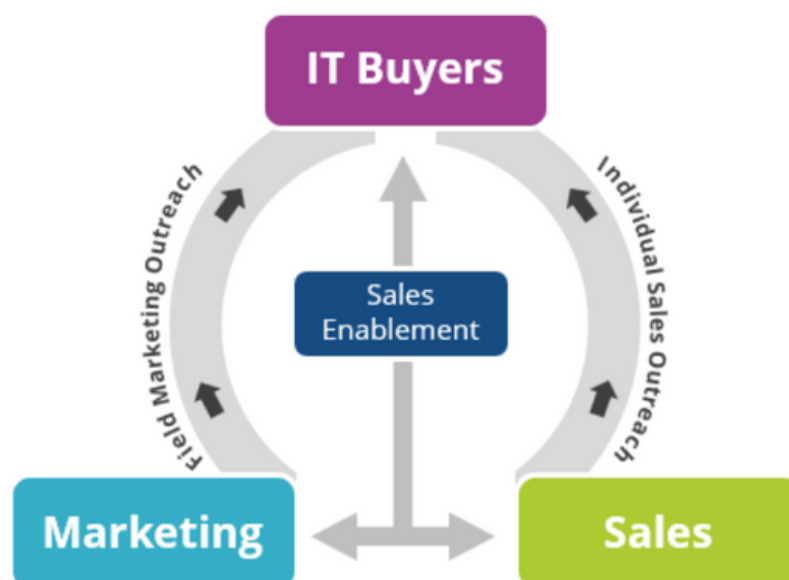 IT Buyers
Field Marketing Outreach
Individual Sales Outreach
Sales
Enablement
Marketing
Sales